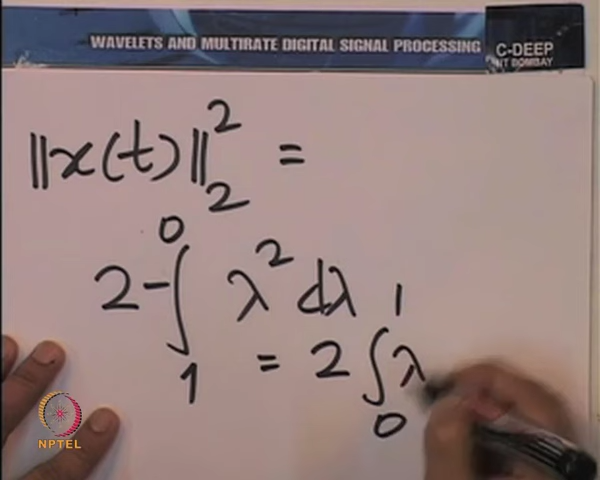 WAVELETS AND MULTIRATE DIGITAL SIGNAL PROCESSING
C-DEEP
IIT BOMBAY
||x(t)||₂² =
2 -∫₁⁰ λ² dλ
= 2 ∫₀¹ λ
NPTEL